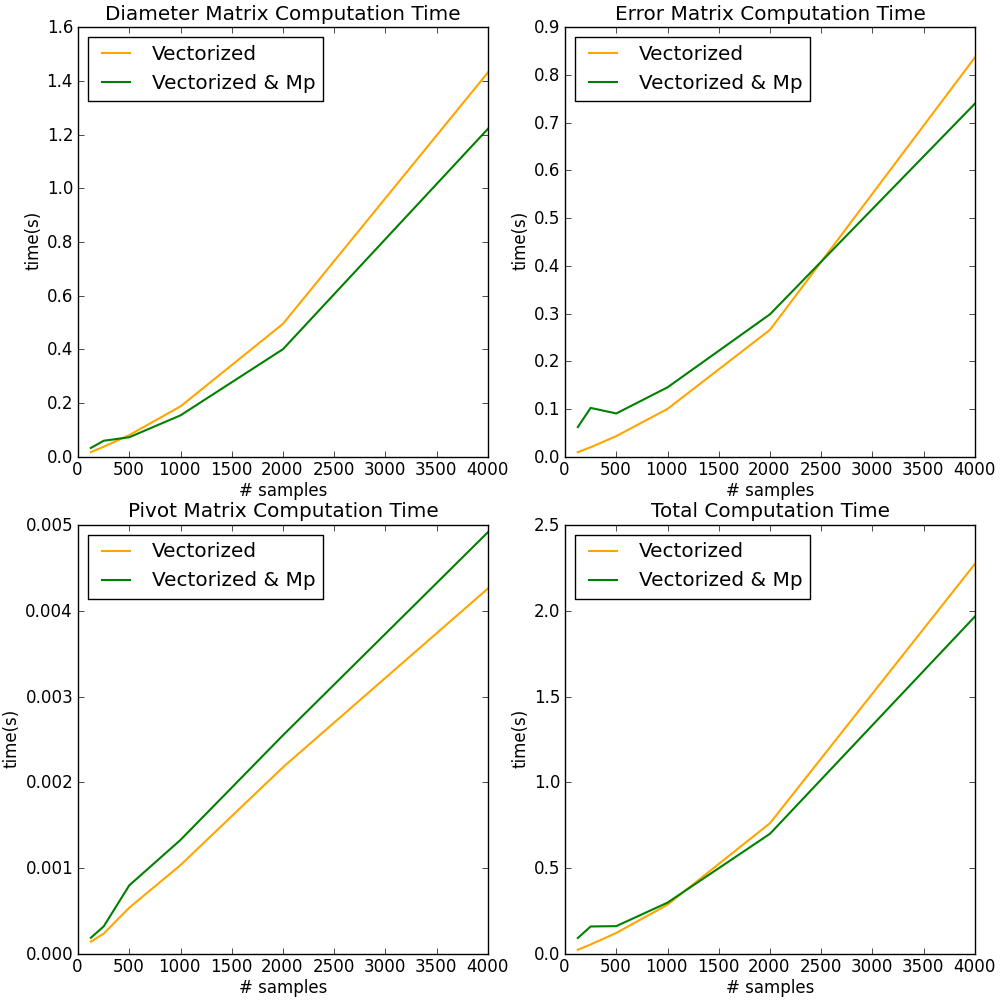 Diameter Matrix Computation Time
1.6
1.4
1.2
1.0
0.8
0.6
0.4
0.2
0.0
time(s)
Vectorized
Vectorized & Mp
0 500 1000 1500 2000 2500 3000 3500 4000
# samples
Error Matrix Computation Time
0.9
0.8
0.7
0.6
0.5
0.4
0.3
0.2
0.1
0.0
time(s)
Vectorized
Vectorized & Mp
0 500 1000 1500 2000 2500 3000 3500 4000
# samples
Pivot Matrix Computation Time
0.005
0.004
0.003
0.002
0.001
0.000
time(s)
Vectorized
Vectorized & Mp
0 500 1000 1500 2000 2500 3000 3500 4000
# samples
Total Computation Time
2.5
2.0
1.5
1.0
0.5
0.0
time(s)
Vectorized
Vectorized & Mp
0 500 1000 1500 2000 2500 3000 3500 4000
# samples